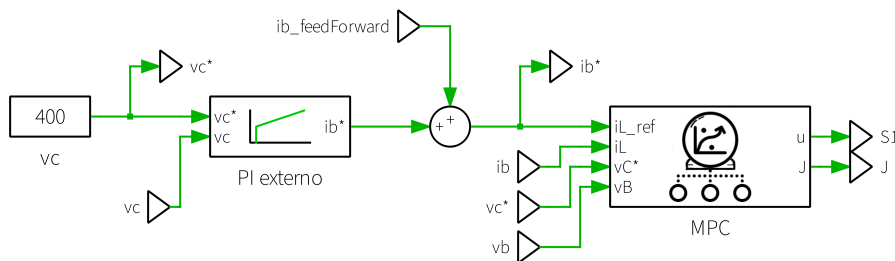 ib_feedForward
vc*
ib*
400
vc
vc*
vc
ib*
PI externo
+
+
iL_ref
iL
vC*
vB
u
J
S1
J
ib
vc
vc*
vb
MPC